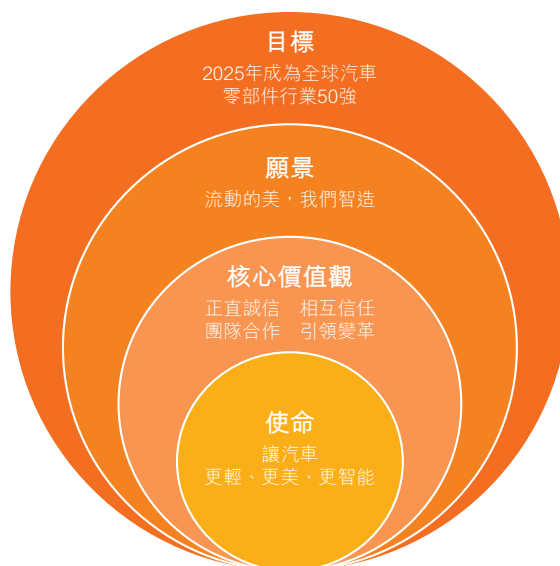 目標
2025年成為全球汽車
零部件行業50強
願景
流動的美，我們智造
核心價值觀
正直誠信　相互信任
團隊合作　引領變革
使命
讓汽車
更輕、更美、更智能